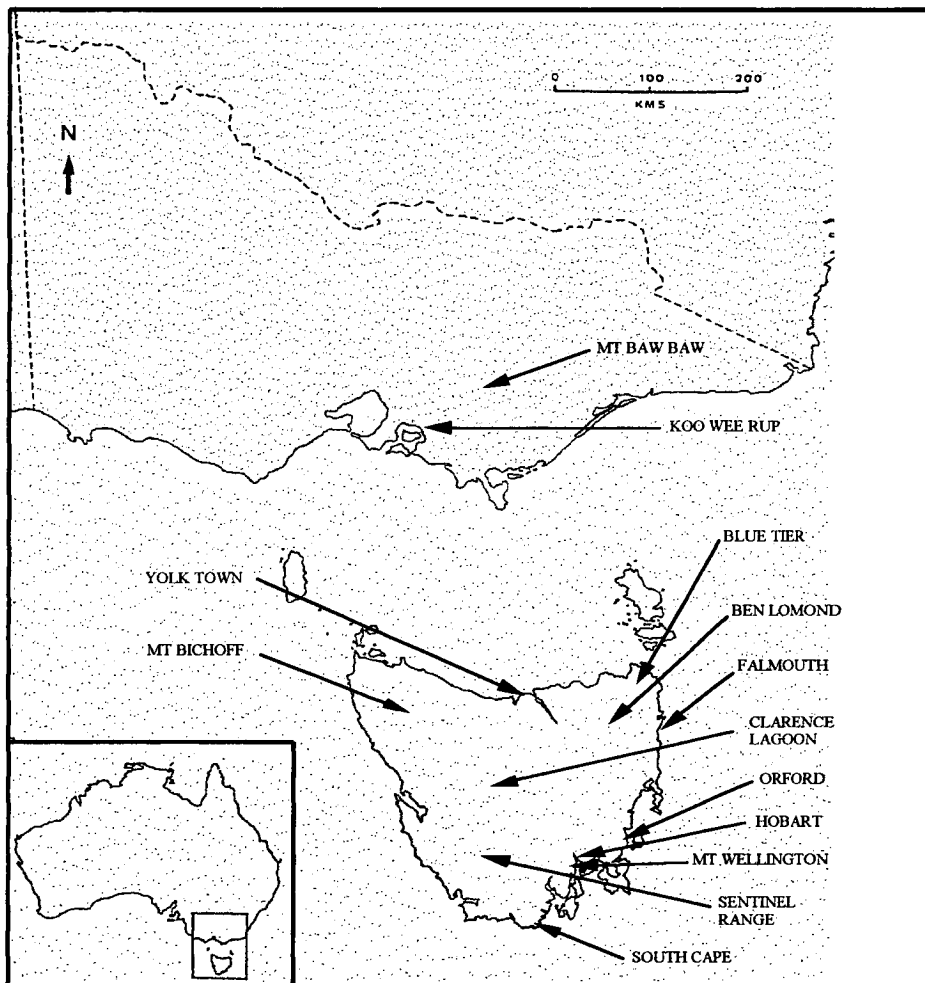 0 100 200
KMS
N
MT BAW BAW
KOO WEE RUP
BLUE TIER
YOLK TOWN
BEN LOMOND
MT BICHOFF
FALMOUTH
CLARENCE
LAGOON
ORFORD
HOBART
MT WELLINGTON
SENTINEL
RANGE
SOUTH CAPE